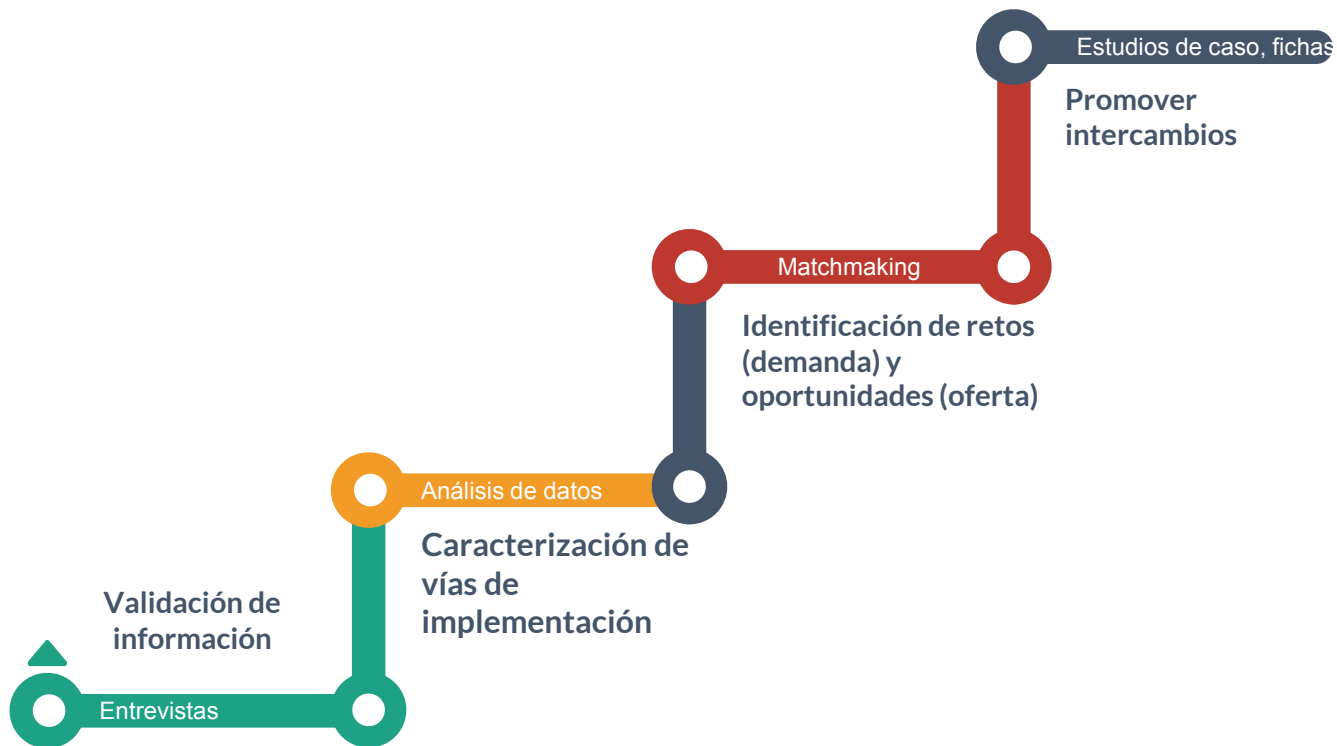 Estudios de caso, fichas
Promover
intercambios
Matchmaking
Identificación de retos
(demanda) y
oportunidades (oferta)
Análisis de datos
Caracterización de
vías de
implementación
Validación de
información
Entrevistas